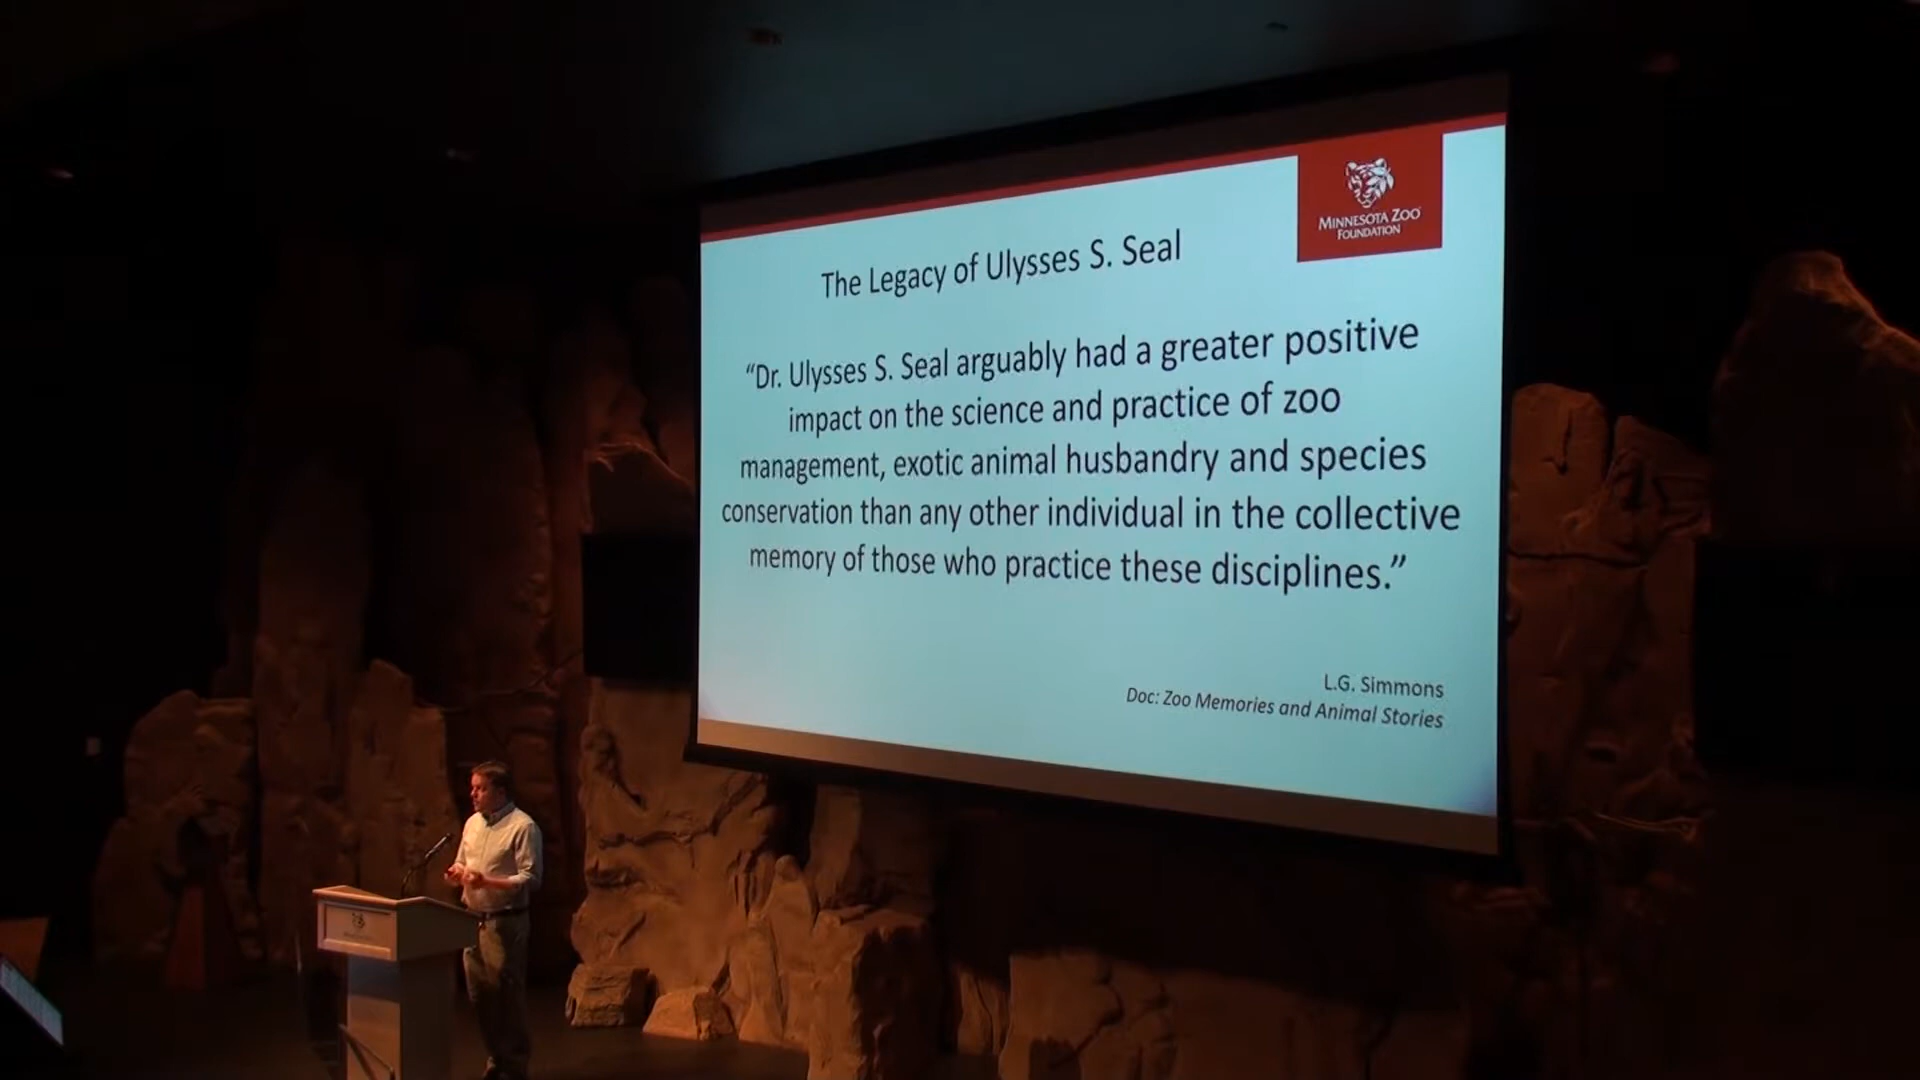 MINNESOTA ZOO
FOUNDATION
The Legacy of Ulysses S. Seal
“Dr. Ulysses S. Seal arguably had a greater positive
impact on the science and practice of zoo
management, exotic animal husbandry and species
conservation than any other individual in the collective
memory of those who practice these disciplines.”
L.G. Simmons
Doc: Zoo Memories and Animal Stories